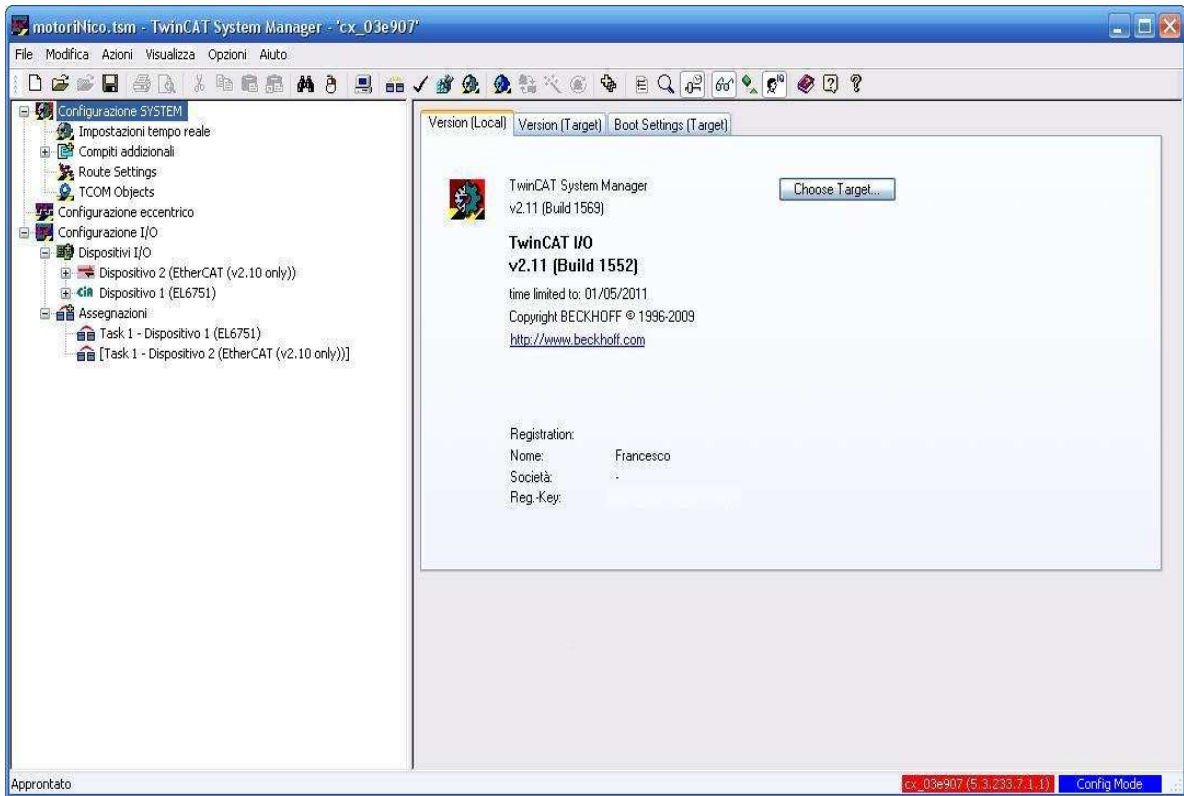 motoriNico.tsm - TwinCAT System Manager - 'cx_03e907'
File Modifica Azioni Visualizza Opzioni Aiuto
Configurazione SYSTEM
Impostazioni tempo reale
Compiti addizionali
Route Settings
TCOM Objects
Configurazione eccentrico
Configurazione I/O
Dispositivi I/O
Dispositivo 2 (EtherCAT (v2.10 only))
Dispositivo 1 (EL6751)
Assegnazioni
Task 1 - Dispositivo 1 (EL6751)
[Task 1 - Dispositivo 2 (EtherCAT (v2.10 only))]
Version (Local) Version (Target) Boot Settings (Target)
TwinCAT System Manager
v2.11 (Build 1569)
Choose Target...
TwinCAT I/O
v2.11 (Build 1552)
time limited to: 01/05/2011
Copyright BECKHOFF © 1996-2009
http://www.beckhoff.com
Registration:
Nome: Francesco
Società: -
Reg.-Key:
Approntato
cx_03e907 (5.3.233.7.1.1) Config Mode